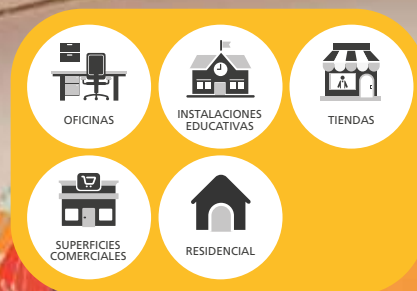 OFICINAS
INSTALACIONES
EDUCATIVAS
TIENDAS
SUPERFICIES
COMERCIALES
RESIDENCIAL